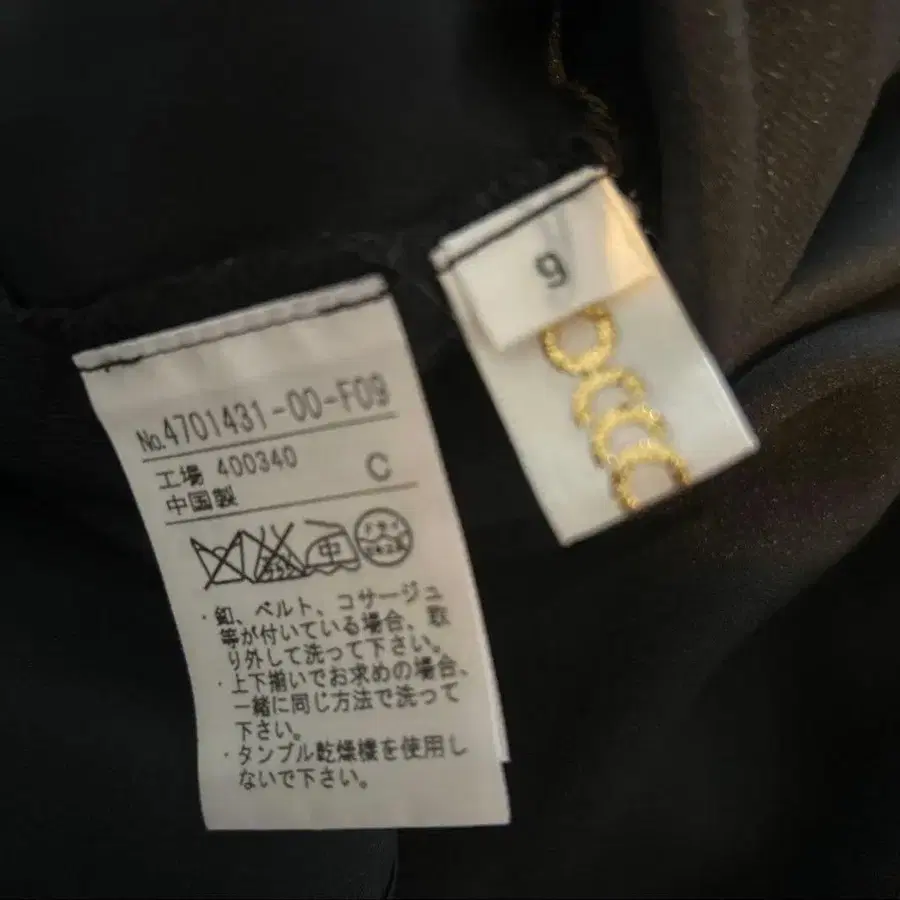 No.4701431-00-F09
工場 400340
中国製 C
ドライ
・釦、ベルト、コサージュ
等が付いている場合、取
り外して洗って下さい。
・上下揃いでお求めの場合、
一緒に同じ方法で洗って
下さい。
・タンブル乾燥機を使用し
ないで下さい。
9